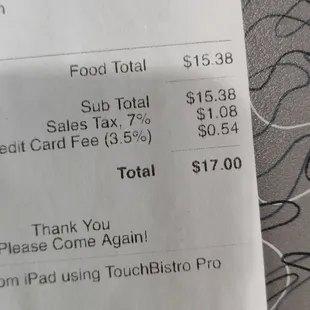 Food Total $15.38
Sub Total $15.38
Sales Tax, 7% $1.08
edit Card Fee (3.5%) $0.54
Total $17.00
Thank You
Please Come Again!
om iPad using TouchBistro Pro